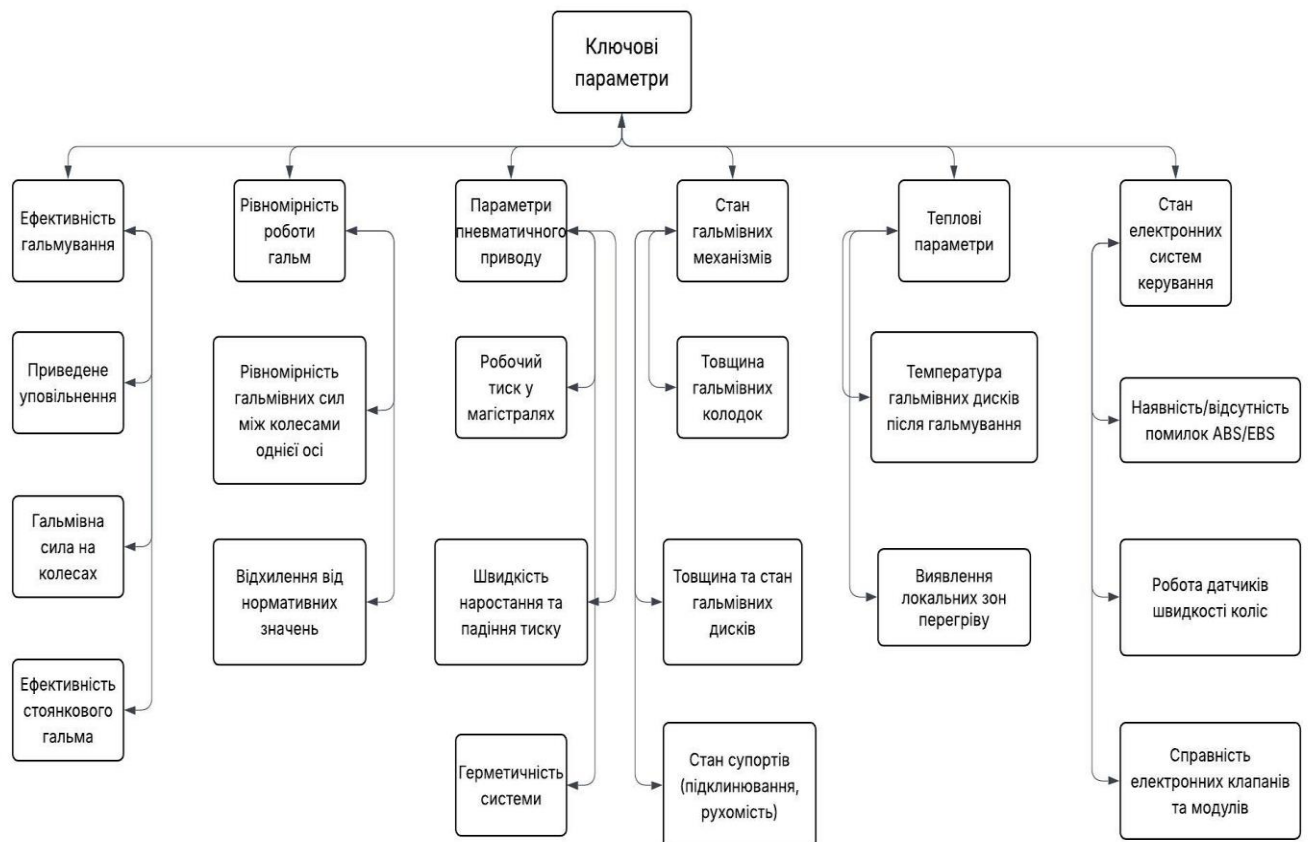 Ключові
параметри
Ефективність
гальмування
Приведене
уповільнення
Гальмівна
сила на
колесах
Ефективність
стоянкового
гальма
Рівномірність
роботи
гальм
Рівномірність
гальмівних сил
між колесами
однієї осі
Відхилення від
нормативних
значень
Параметри
пневматичного
приводу
Робочий
тиск у
магістралях
Швидкість
наростання та
падіння тиску
Герметичність
системи
Стан
гальмівних
механізмів
Товщина
гальмівних
колодок
Товщина та стан
гальмівних
дисків
Стан супортів
(підклинювання,
рухомість)
Теплові
параметри
Температура
гальмівних дисків
після гальмування
Виявлення
локальних зон
перегріву
Стан
електронних
систем
керування
Наявність/відсутність
помилок ABS/EBS
Робота датчиків
швидкості коліс
Справність
електронних клапанів
та модулів